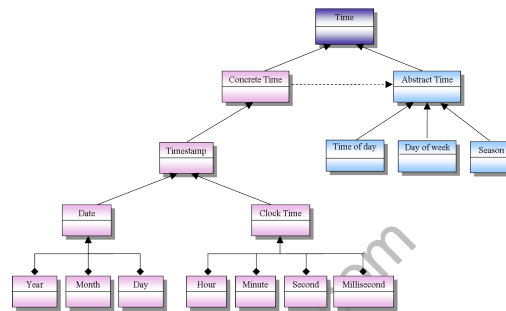 Time
Concrete Time
Abstract Time
Timestamp
Time of day
Day of week
Season
Date
Clock Time
Year
Month
Day
Hour
Minute
Second
Millisecond